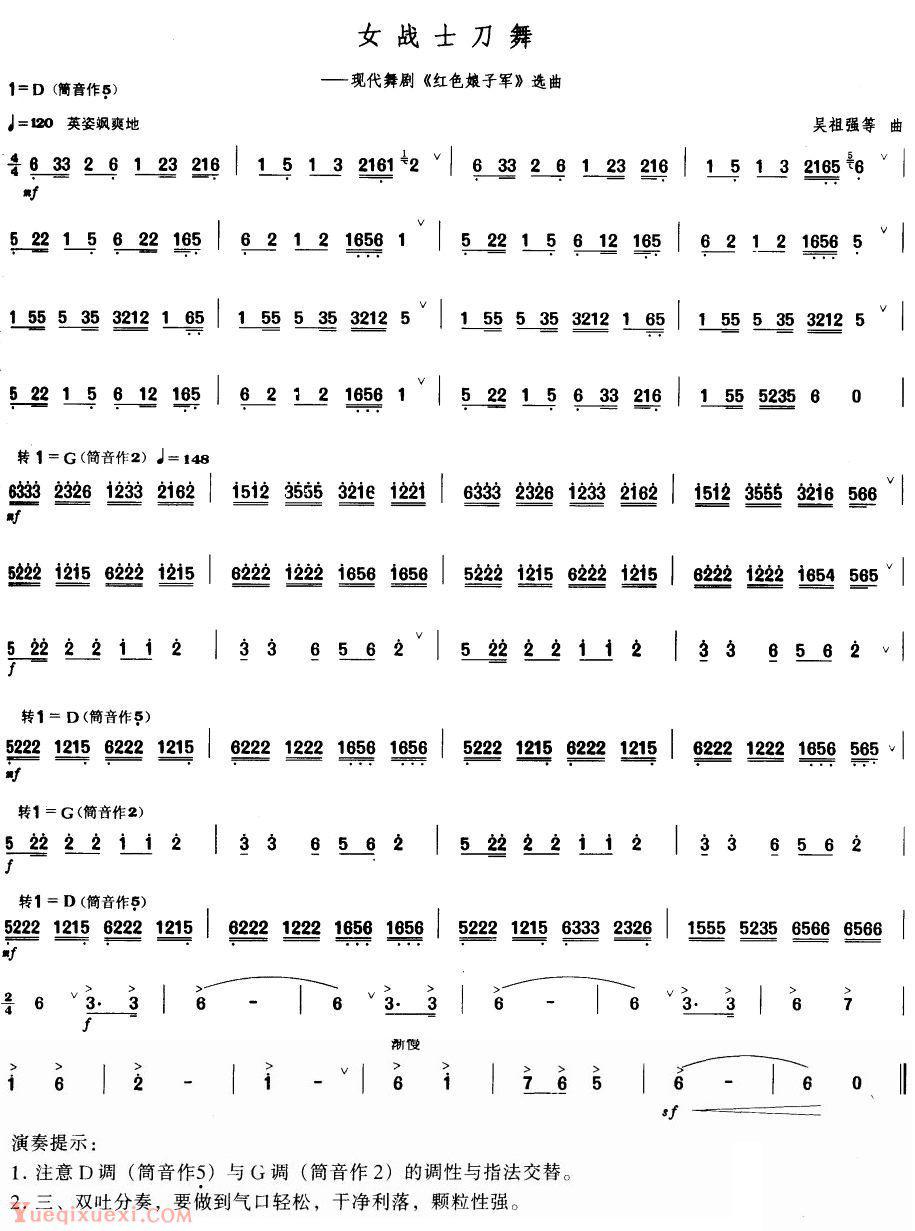 女战士刀舞
——现代舞剧《红色娘子军》选曲
1=D（筒音作5）
♩=120 英姿飒爽地
吴祖强等 曲
4/4 6 33 2 6 1 23 216 | 1 5 1 3 2161 1 2 ∨ | 6 33 2 6 1 23 216 | 1 5 1 3 2165 5 6 ∨
mf
5 22 1 5 6 22 165 | 6 2 1 2 1656 1 ∨ | 5 22 1 5 6 12 165 | 6 2 1 2 1656 5 ∨
1 55 5 35 3212 1 65 | 1 55 5 35 3212 5 ∨ | 1 55 5 35 3212 1 65 | 1 55 5 35 3212 5 ∨
5 22 1 5 6 12 165 | 6 2 1 2 1656 1 ∨ | 5 22 1 5 6 33 216 | 1 55 5235 6 0
转1=G（筒音作2）♩=148
6333 2326 1233 2162 | 1512 3555 3216 1221 | 6333 2326 1233 2162 | 1512 3555 3216 566 ∨
mf
5222 1215 6222 1215 | 6222 1222 1656 1656 | 5222 1215 6222 1215 | 6222 1222 1654 565 ∨
5 22 2 2 1 1 2 | 3 3 6 5 6 2 ∨ | 5 22 2 2 1 1 2 | 3 3 6 5 6 2 ∨
f
转1=D（筒音作5）
5222 1215 6222 1215 | 6222 1222 1656 1656 | 5222 1215 6222 1215 | 6222 1222 1656 565 ∨
mf
转1=G（筒音作2）
5 22 2 2 1 1 2 | 3 3 6 5 6 2 | 5 22 2 2 1 1 2 | 3 3 6 5 6 2
f
转1=D（筒音作5）
5222 1215 6222 1215 | 6222 1222 1656 1656 | 5222 1215 6333 2326 | 1555 5235 6566 6566
mf
2/4 6 ∨ 3· 3 | 6 - | 6 ∨ 3· 3 | 6 - | 6 ∨ 3· 3 | 6 7
f
渐慢
1 6 | 2 - | 1 - ∨ | 6 1 | 7 6 5 | 6 - | 6 0
sf
演奏提示：
1. 注意D调（筒音作5）与G调（筒音作2）的调性与指法交替。
2. 三、双吐分奏，要做到气口轻松，干净利落，颗粒性强。
Yueqixuexi.com